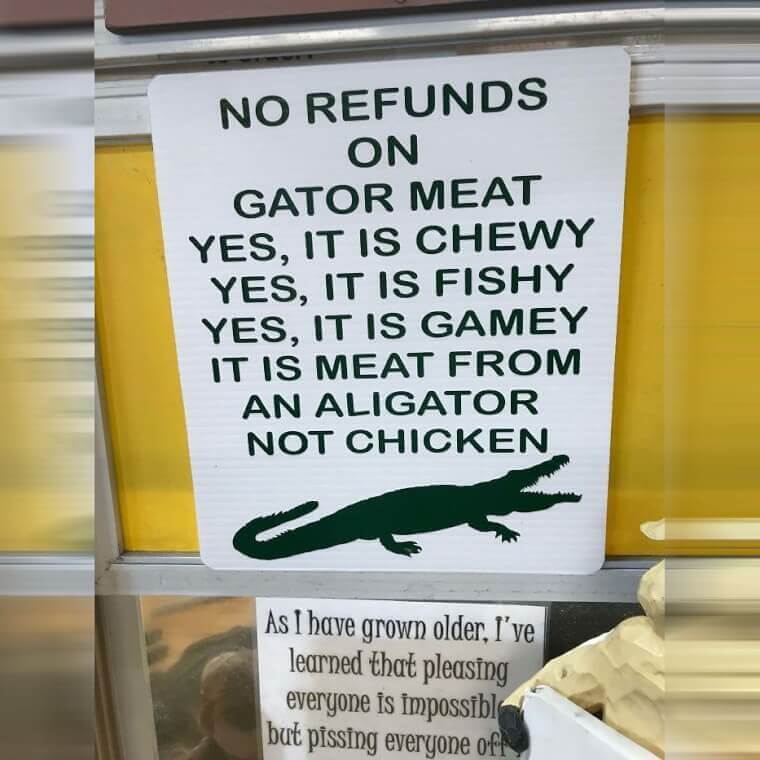 NO REFUNDS
ON
GATOR MEAT
YES, IT IS CHEWY
YES, IT IS FISHY
YES, IT IS GAMEY
IT IS MEAT FROM
AN ALIGATOR
NOT CHICKEN
As I have grown older, I've
learned that pleasing
everyone is
but pissing everyone